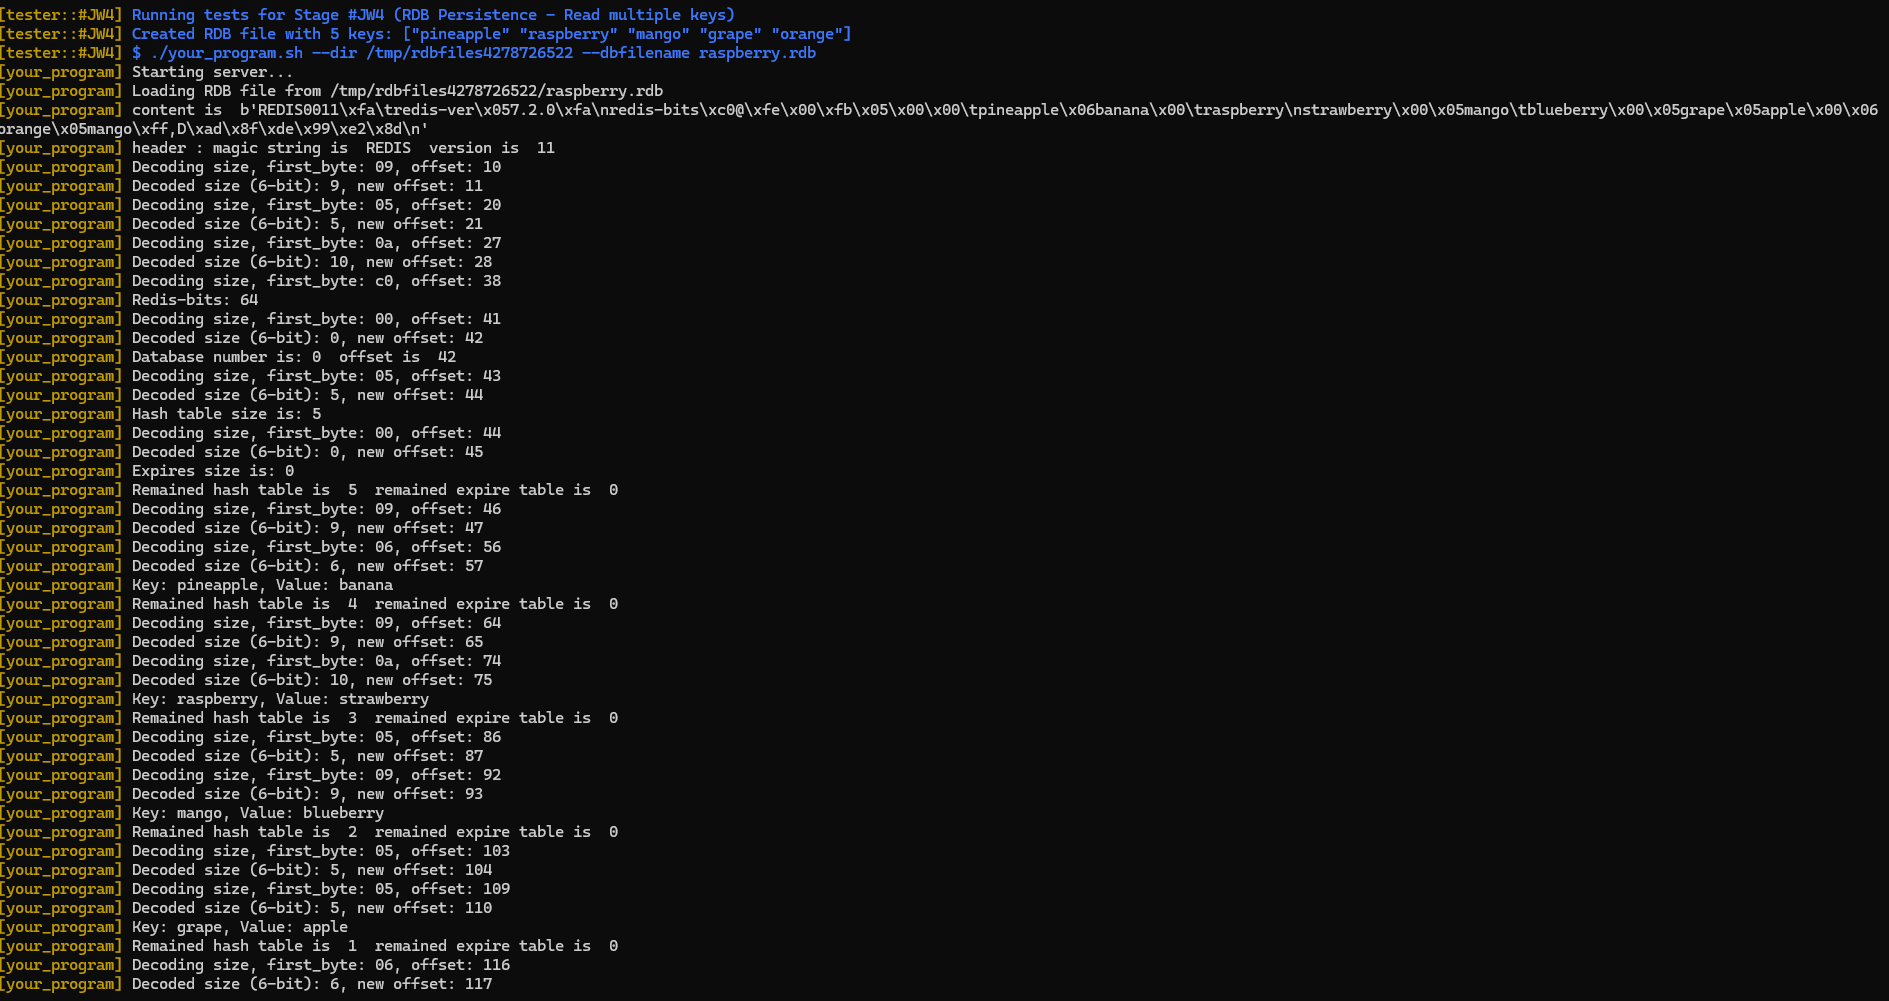 [tester::#JW4] Running tests for Stage #JW4 (RDB Persistence - Read multiple keys)
[tester::#JW4] Created RDB file with 5 keys: ["pineapple" "raspberry" "mango" "grape" "orange"]
[tester::#JW4] $ ./your_program.sh --dir /tmp/rdbfiles4278726522 --dbfilename raspberry.rdb
[your_program] Starting server...
[your_program] Loading RDB file from /tmp/rdbfiles4278726522/raspberry.rdb
[your_program] content is  b'REDIS0011\xfa\tredis-ver\x057.2.0\xfa\nredis-bits\xc0@\xfe\x00\xfb\x05\x00\x00\tpineapple\x06banana\x00\traspberry\nstrawberry\x00\x05mango\tblueberry\x00\x05grape\x05apple\x00\x06
orange\x05mango\xff,D\xad\x8f\xde\x99\xe2\x8d\n'
[your_program] header : magic string is  REDIS  version is  11
[your_program] Decoding size, first_byte: 09, offset: 10
[your_program] Decoded size (6-bit): 9, new offset: 11
[your_program] Decoding size, first_byte: 05, offset: 20
[your_program] Decoded size (6-bit): 5, new offset: 21
[your_program] Decoding size, first_byte: 0a, offset: 27
[your_program] Decoded size (6-bit): 10, new offset: 28
[your_program] Decoding size, first_byte: c0, offset: 38
[your_program] Redis-bits: 64
[your_program] Decoding size, first_byte: 00, offset: 41
[your_program] Decoded size (6-bit): 0, new offset: 42
[your_program] Database number is: 0  offset is  42
[your_program] Decoding size, first_byte: 05, offset: 43
[your_program] Decoded size (6-bit): 5, new offset: 44
[your_program] Hash table size is: 5
[your_program] Decoding size, first_byte: 00, offset: 44
[your_program] Decoded size (6-bit): 0, new offset: 45
[your_program] Expires size is: 0
[your_program] Remained hash table is  5  remained expire table is  0
[your_program] Decoding size, first_byte: 09, offset: 46
[your_program] Decoded size (6-bit): 9, new offset: 47
[your_program] Decoding size, first_byte: 06, offset: 56
[your_program] Decoded size (6-bit): 6, new offset: 57
[your_program] Key: pineapple, Value: banana
[your_program] Remained hash table is  4  remained expire table is  0
[your_program] Decoding size, first_byte: 09, offset: 64
[your_program] Decoded size (6-bit): 9, new offset: 65
[your_program] Decoding size, first_byte: 0a, offset: 74
[your_program] Decoded size (6-bit): 10, new offset: 75
[your_program] Key: raspberry, Value: strawberry
[your_program] Remained hash table is  3  remained expire table is  0
[your_program] Decoding size, first_byte: 05, offset: 86
[your_program] Decoded size (6-bit): 5, new offset: 87
[your_program] Decoding size, first_byte: 09, offset: 92
[your_program] Decoded size (6-bit): 9, new offset: 93
[your_program] Key: mango, Value: blueberry
[your_program] Remained hash table is  2  remained expire table is  0
[your_program] Decoding size, first_byte: 05, offset: 103
[your_program] Decoded size (6-bit): 5, new offset: 104
[your_program] Decoding size, first_byte: 05, offset: 109
[your_program] Decoded size (6-bit): 5, new offset: 110
[your_program] Key: grape, Value: apple
[your_program] Remained hash table is  1  remained expire table is  0
[your_program] Decoding size, first_byte: 06, offset: 116
[your_program] Decoded size (6-bit): 6, new offset: 117